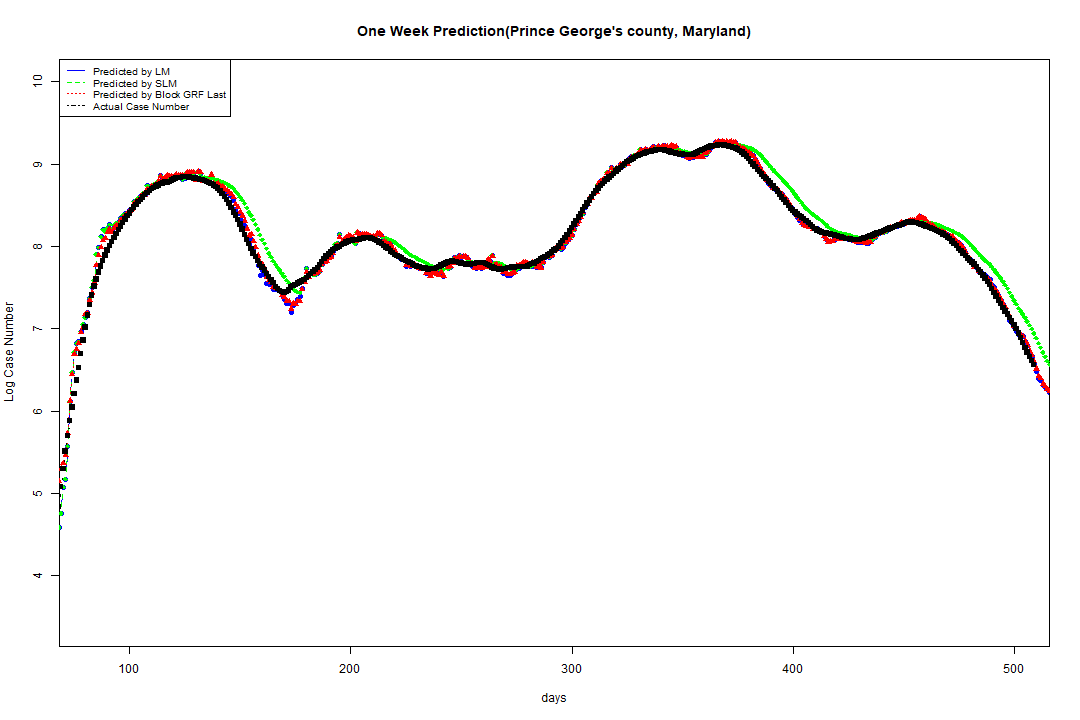 One Week Prediction(Prince George's county, Maryland)
Predicted by LM
Predicted by SLM
Predicted by Block GRF Last
Actual Case Number
10
9
8
7
6
5
4
Log Case Number
100 200 300 400 500
days